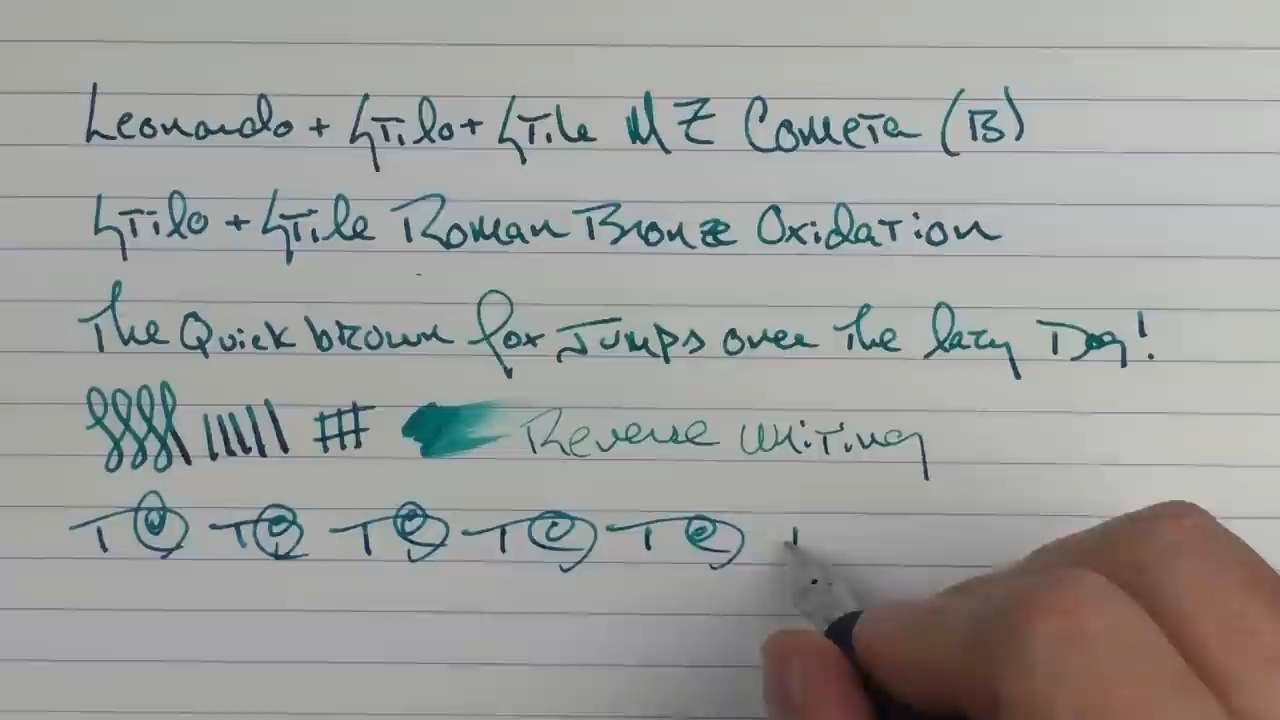 Leonardo + Stilo + Stile MZ Cometa (B)
Stilo + Stile Roman Bronze Oxidation
The Quick brown fox Jumps over The lazy Dog!
Reverse Writing